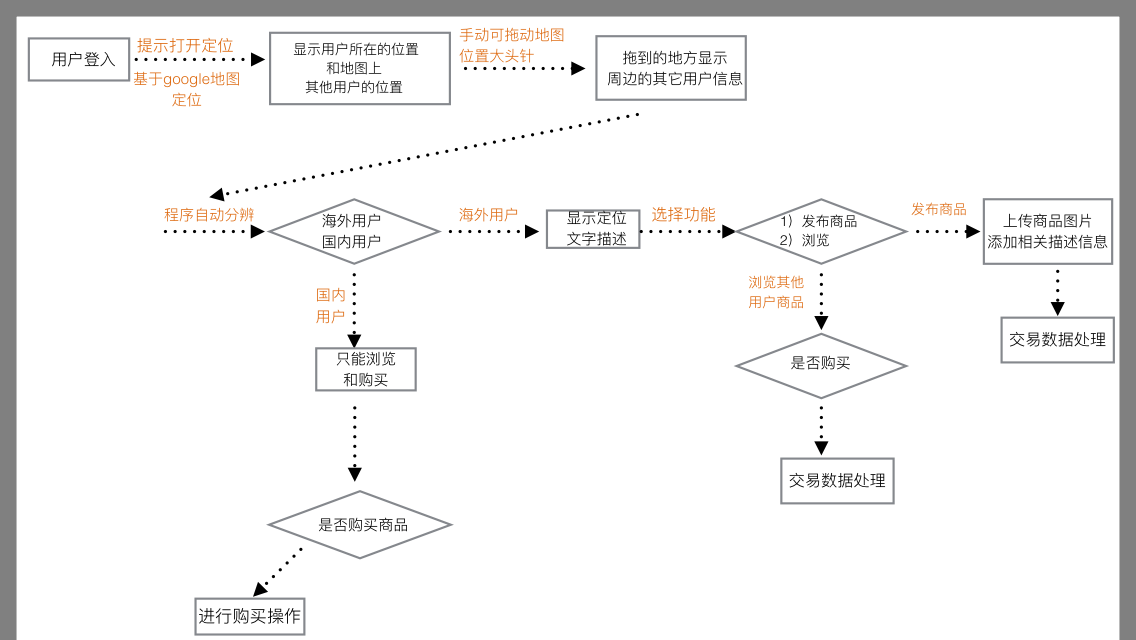 用户登入
提示打开定位
基于google地图
定位
显示用户所在的位置
和地图上
其他用户的位置
手动可拖动地图
位置大头针
拖到的地方显示
周边的其它用户信息
程序自动分辨
海外用户
国内用户
海外用户
显示定位
文字描述
选择功能
1）发布商品
2）浏览
发布商品
上传商品图片
添加相关描述信息
国内
用户
浏览其他
用户商品
交易数据处理
只能浏览
和购买
是否购买
交易数据处理
是否购买商品
进行购买操作